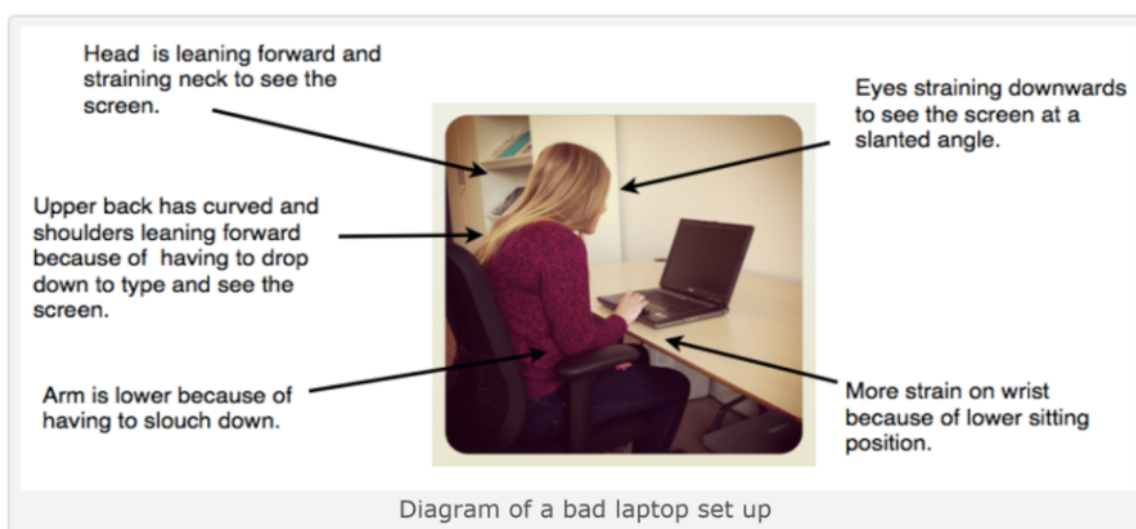 Head  is leaning forward and
straining neck to see the
screen.
Eyes straining downwards
to see the screen at a
slanted angle.
Upper back has curved and
shoulders leaning forward
because of  having to drop
down to type and see the
screen.
Arm is lower because of
having to slouch down.
More strain on wrist
because of lower sitting
position.
Diagram of a bad laptop set up